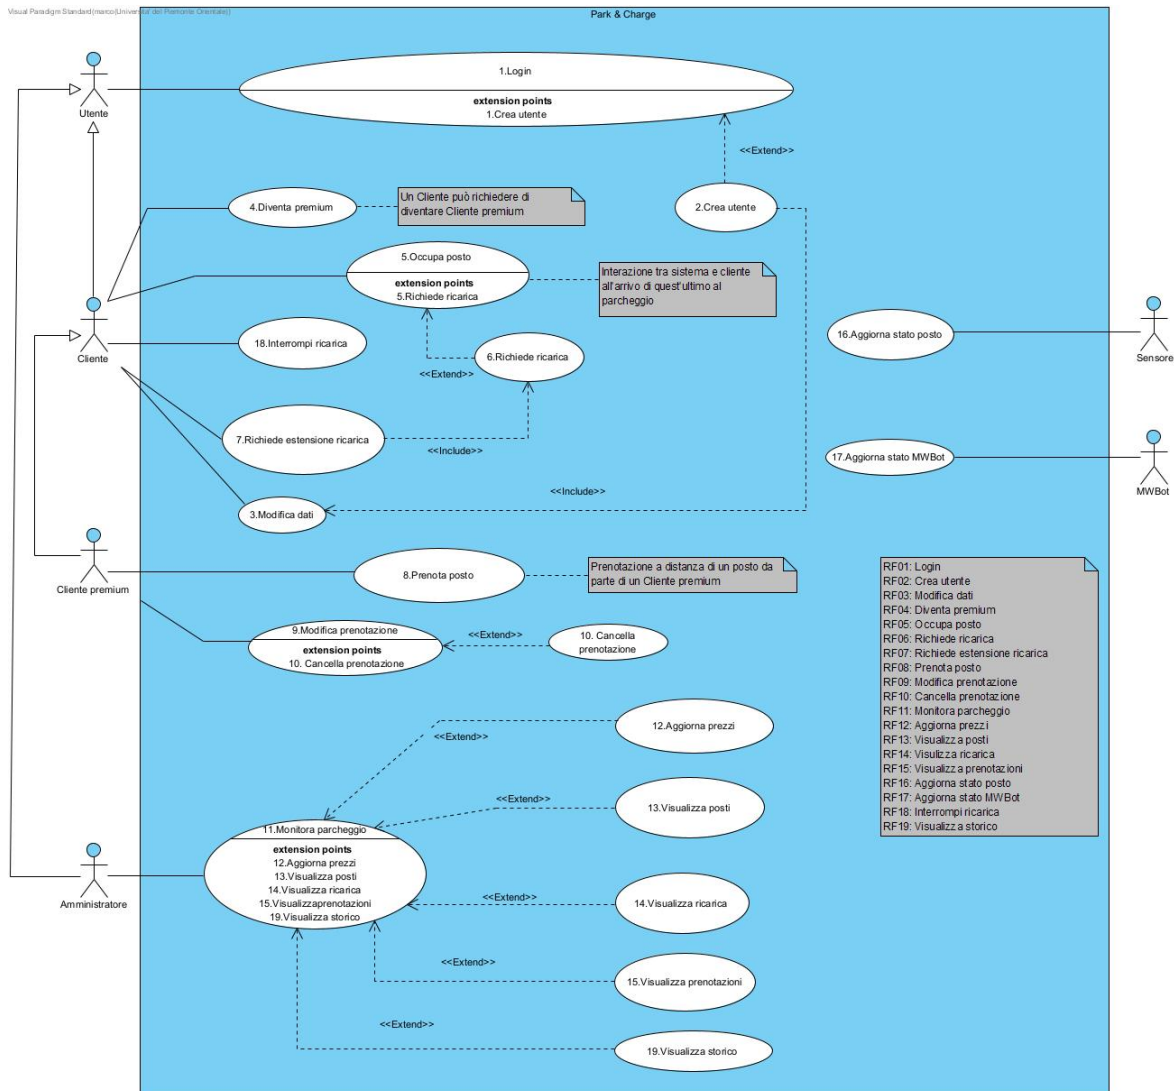 Visual Paradigm Standard(marco(Universita' del Piemonte Orientale))
Park & Charge
Utente
1.Login
extension points
1.Crea utente
<<Extend>>
4.Diventa premium
Un Cliente può richiedere di
diventare Cliente premium
2.Crea utente
5.Occupa posto
extension points
5.Richiede ricarica
Interazione tra sistema e cliente
all'arrivo di quest'ultimo al
parcheggio
Cliente
18.Interrompi ricarica
6.Richiede ricarica
<<Extend>>
16.Aggiorna stato posto
Sensore
7.Richiede estensione ricarica
<<Include>>
17.Aggiorna stato MWBot
MWBot
<<Include>>
3.Modifica dati
Cliente premium
8.Prenota posto
Prenotazione a distanza di un posto da
parte di un Cliente premium
9.Modifica prenotazione
extension points
10. Cancella prenotazione
<<Extend>>
10. Cancella
prenotazione
RF01: Login
RF02: Crea utente
RF03: Modifica dati
RF04: Diventa premium
RF05: Occupa posto
RF06: Richiede ricarica
RF07: Richiede estensione ricarica
RF08: Prenota posto
RF09: Modifica prenotazione
RF10: Cancella prenotazione
RF11: Monitora parcheggio
RF12: Aggiorna prezzi
RF13: Visualizza posti
RF14: Visulizza ricarica
RF15: Visualizza prenotazioni
RF16: Aggiorna stato posto
RF17: Aggiorna stato MWBot
RF18: Interrompi ricarica
RF19: Visualizza storico
12.Aggiorna prezzi
<<Extend>>
13.Visualizza posti
<<Extend>>
Amministratore
11.Monitora parcheggio
extension points
12.Aggiorna prezzi
13.Visualizza posti
14.Visualizza ricarica
15.Visualizzaprenotazioni
19.Visualizza storico
<<Extend>>
14.Visualizza ricarica
<<Extend>>
15.Visualizza prenotazioni
<<Extend>>
19.Visualizza storico